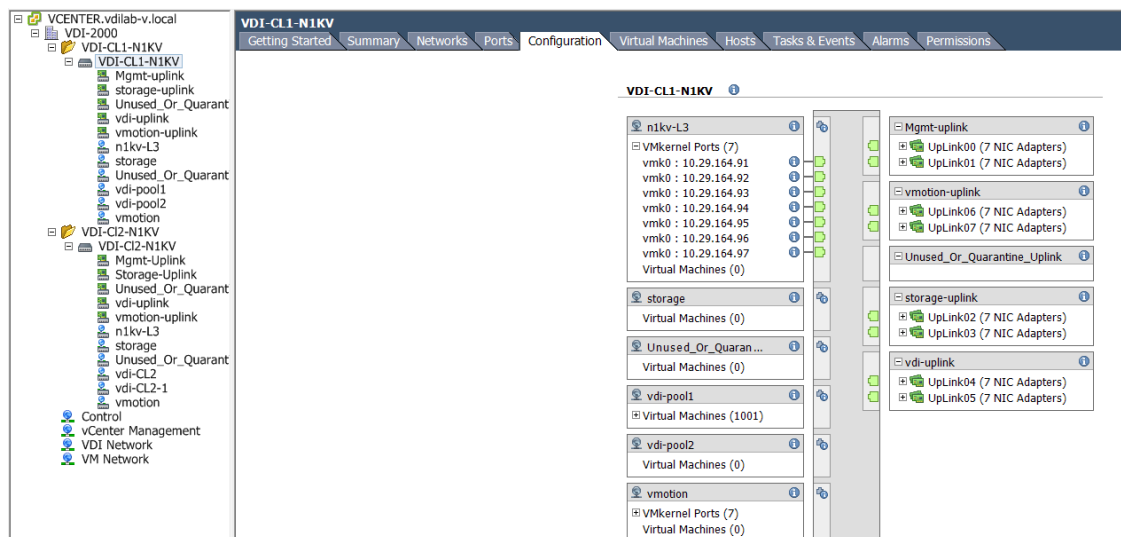 VCENTER.vdilab-v.local
VDI-2000
VDI-CL1-N1KV
VDI-CL1-N1KV
Mgmt-uplink
storage-uplink
Unused_Or_Quarant
vdi-uplink
vmotion-uplink
n1kv-L3
storage
Unused_Or_Quarant
vdi-pool1
vdi-pool2
vmotion
VDI-Cl2-N1KV
VDI-Cl2-N1KV
Mgmt-Uplink
Storage-Uplink
Unused_Or_Quarant
vdi-uplink
vmotion-uplink
n1kv-L3
storage
Unused_Or_Quarant
vdi-CL2
vdi-CL2-1
vmotion
Control
vCenter Management
VDI Network
VM Network
VDI-CL1-N1KV
Getting Started Summary Networks Ports Configuration Virtual Machines Hosts Tasks & Events Alarms Permissions
VDI-CL1-N1KV
n1kv-L3
VMkernel Ports (7)
vmk0 : 10.29.164.91
vmk0 : 10.29.164.92
vmk0 : 10.29.164.93
vmk0 : 10.29.164.94
vmk0 : 10.29.164.95
vmk0 : 10.29.164.96
vmk0 : 10.29.164.97
Virtual Machines (0)
storage
Virtual Machines (0)
Unused_Or_Quaran...
Virtual Machines (0)
vdi-pool1
Virtual Machines (1001)
vdi-pool2
Virtual Machines (0)
vmotion
VMkernel Ports (7)
Virtual Machines (0)
Mgmt-uplink
UpLink00 (7 NIC Adapters)
UpLink01 (7 NIC Adapters)
vmotion-uplink
UpLink06 (7 NIC Adapters)
UpLink07 (7 NIC Adapters)
Unused_Or_Quarantine_Uplink
storage-uplink
UpLink02 (7 NIC Adapters)
UpLink03 (7 NIC Adapters)
vdi-uplink
UpLink04 (7 NIC Adapters)
UpLink05 (7 NIC Adapters)